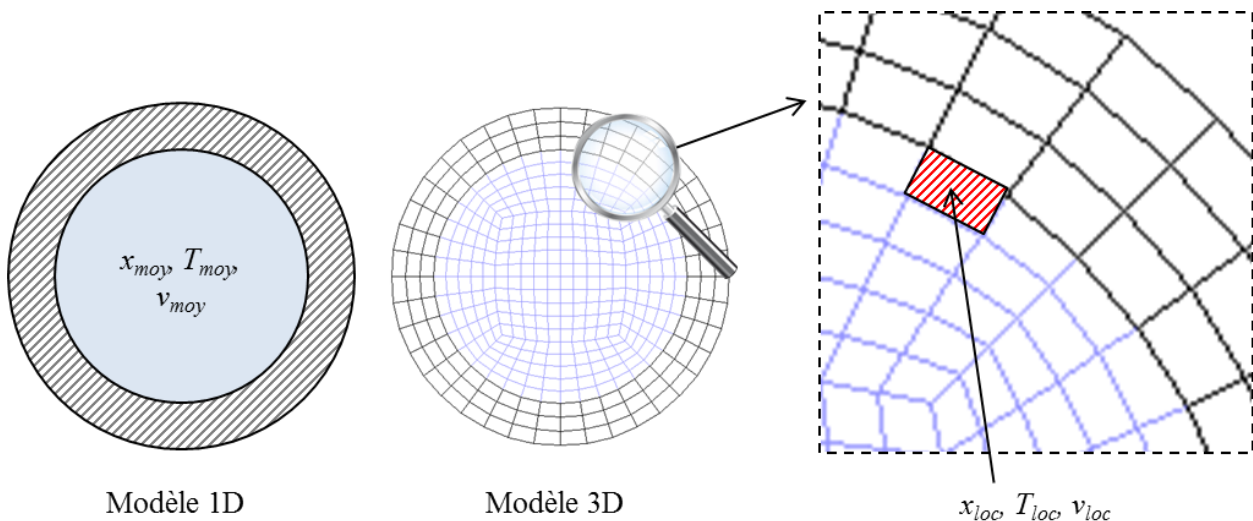 x_moy, T_moy,
v_moy
Modèle 1D
Modèle 3D
x_loc, T_loc, v_loc